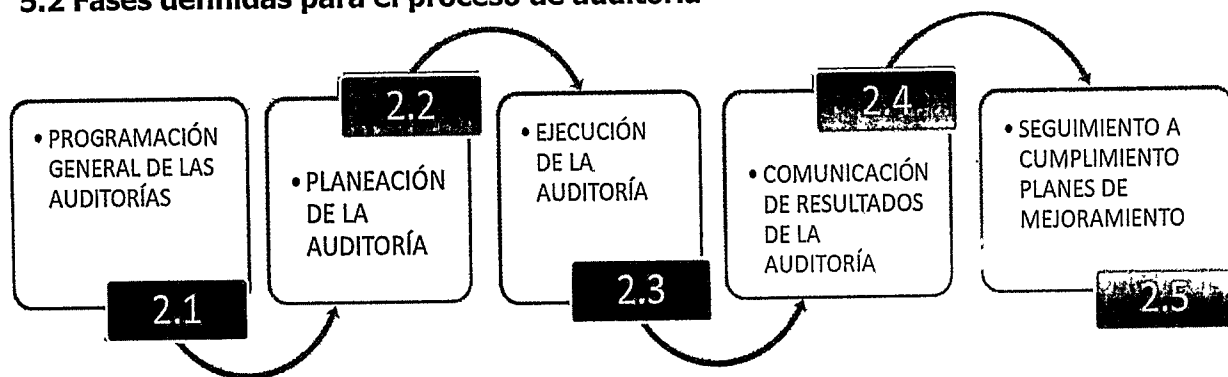 5.2 Fases definidas para el proceso de auditoría
• PROGRAMACIÓN
GENERAL DE LAS
AUDITORÍAS
2.1
2.2
• PLANEACIÓN
DE LA
AUDITORÍA
• EJECUCIÓN
DE LA
AUDITORÍA
2.3
2.4
• COMUNICACIÓN
DE RESULTADOS
DE LA
AUDITORÍA
• SEGUIMIENTO A
CUMPLIMIENTO
PLANES DE
MEJORAMIENTO
2.5